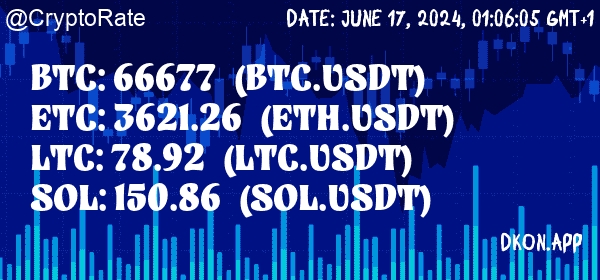 @CryptoRate
DATE: JUNE 17, 2024, 01:06:05 GMT+1
BTC: 66677 (BTC.USDT)
ETC: 3621.26 (ETH.USDT)
LTC: 78.92 (LTC.USDT)
SOL: 150.86 (SOL.USDT)
DKON.APP